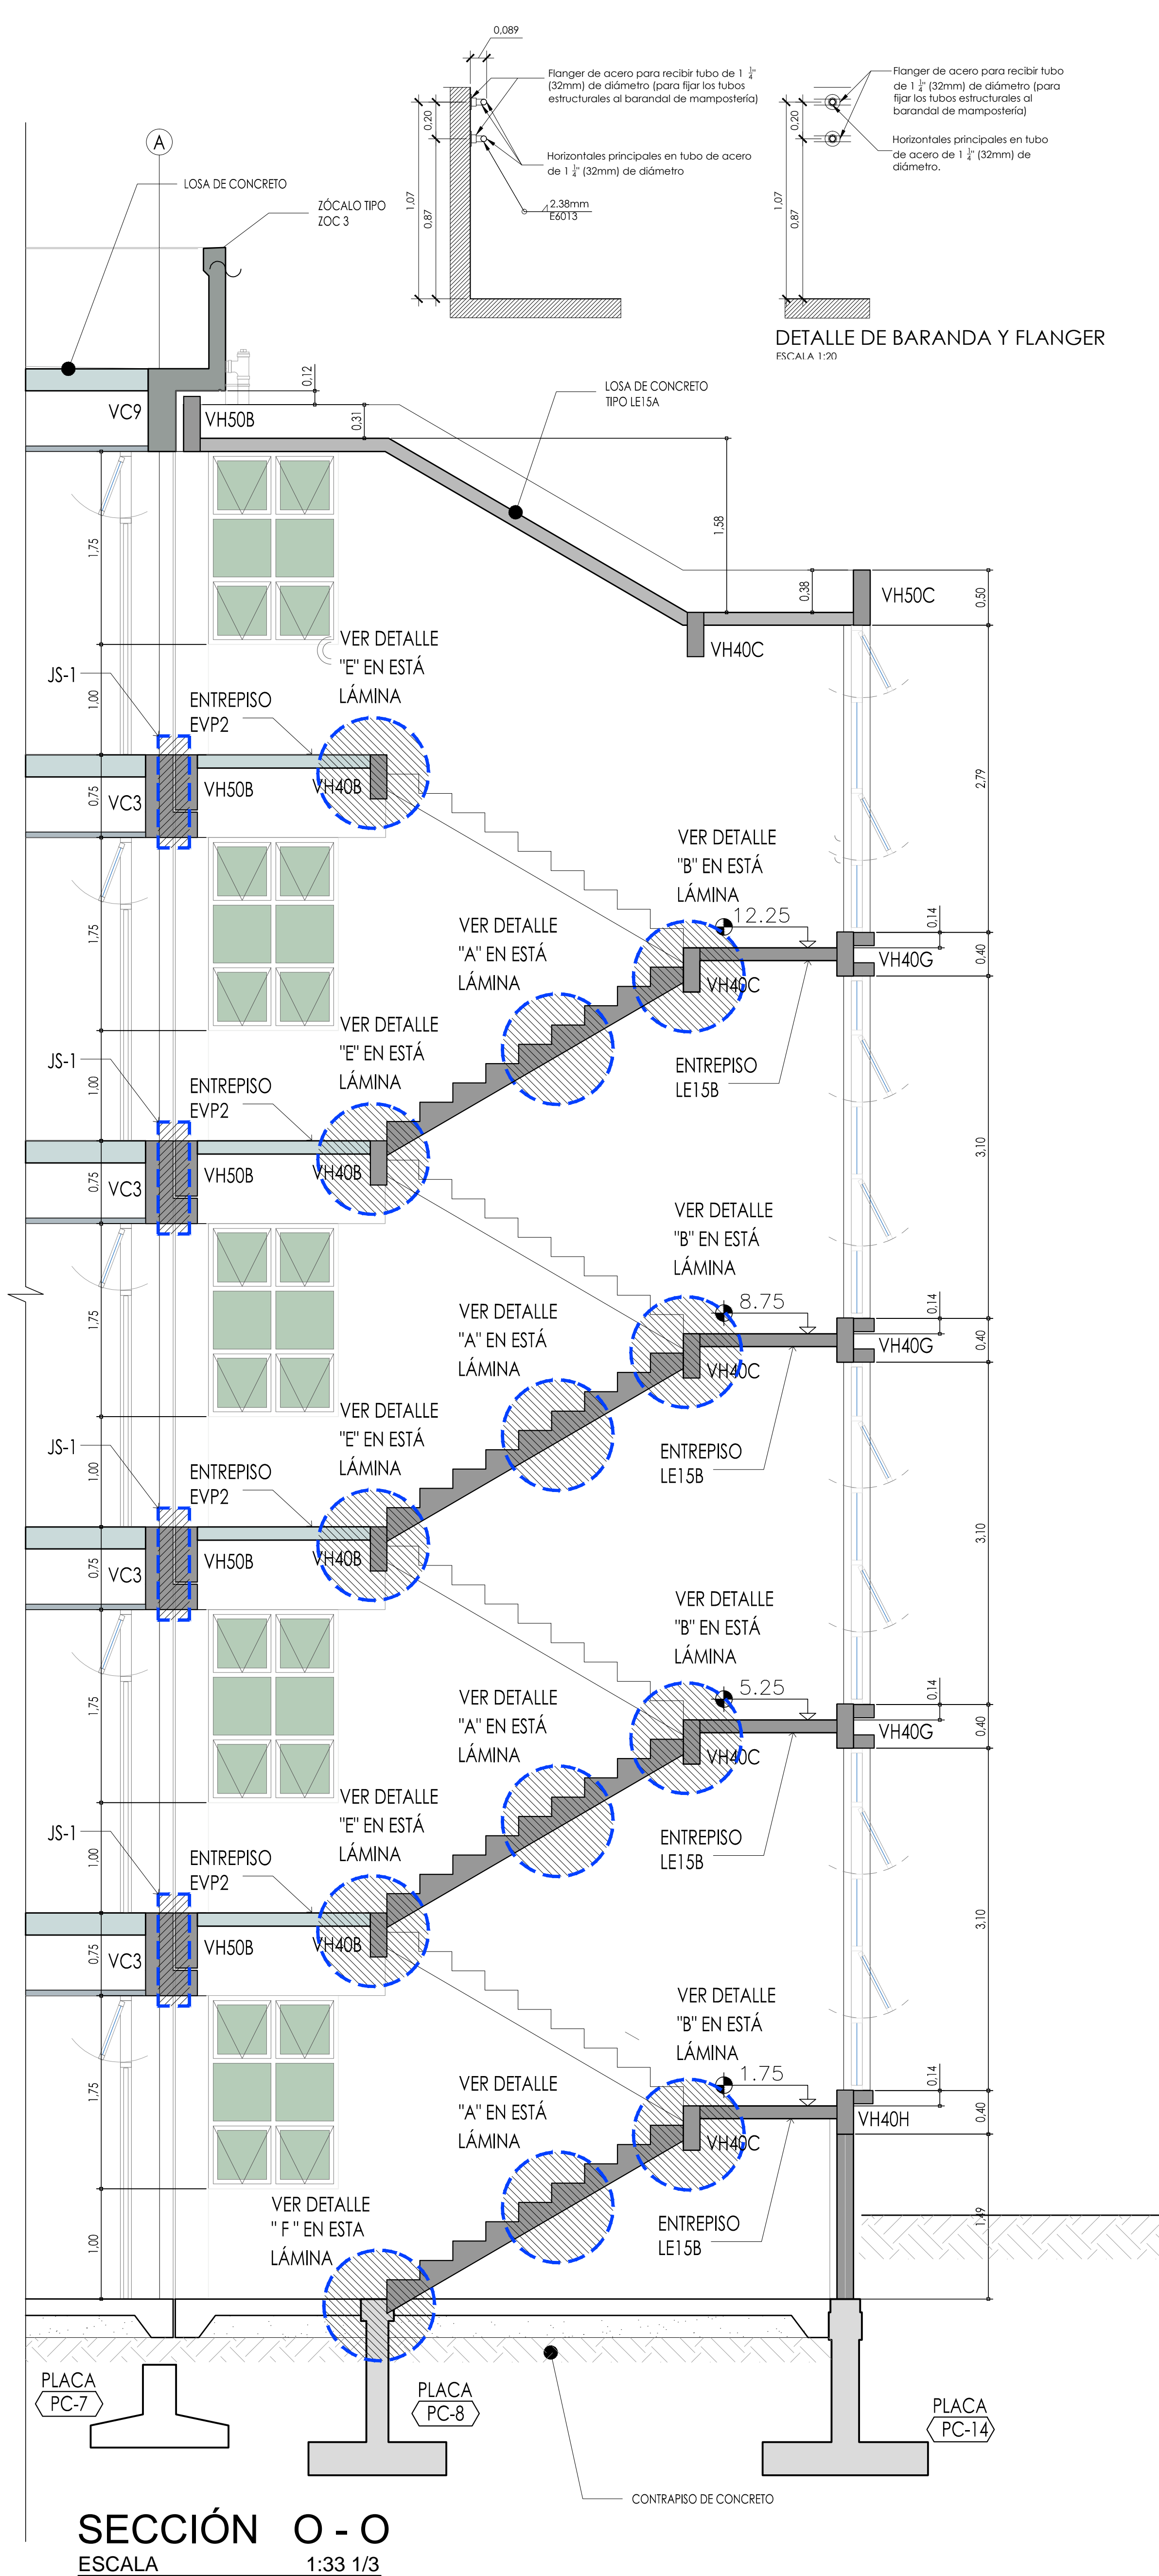 0,089
Flanger de acero para recibir tubo de 1 1/4"
(32mm) de diámetro (para fijar los tubos
estructurales al barandal de mampostería)
Horizontales principales en tubo de acero
de 1 1/4" (32mm) de diámetro
2.38mm
E6013
0,20
1,07
0,87
Flanger de acero para recibir tubo
de 1 1/4" (32mm) de diámetro (para
fijar los tubos estructurales al
barandal de mampostería)
Horizontales principales en tubo
de acero de 1 1/4" (32mm) de
diámetro.
0,20
1,07
0,87
DETALLE DE BARANDA Y FLANGER
ESCALA 1:20
A
LOSA DE CONCRETO
ZÓCALO TIPO
ZOC 3
VC9
VH50B
0,12
0,31
LOSA DE CONCRETO
TIPO LE15A
1,58
0,38
VH50C
0,50
VH40C
1,75
VER DETALLE
"E" EN ESTÁ
LÁMINA
JS-1
1,00
ENTREPISO
EVP2
VC3
0,75
VH50B
VH40B
2,79
VER DETALLE
"B" EN ESTÁ
LÁMINA
12.25
0,14
VH40G
0,40
VH40C
1,75
VER DETALLE
"A" EN ESTÁ
LÁMINA
VER DETALLE
"E" EN ESTÁ
LÁMINA
ENTREPISO
LE15B
JS-1
1,00
ENTREPISO
EVP2
VC3
0,75
VH50B
VH40B
3,10
VER DETALLE
"B" EN ESTÁ
LÁMINA
8.75
0,14
VH40G
0,40
VH40C
1,75
VER DETALLE
"A" EN ESTÁ
LÁMINA
VER DETALLE
"E" EN ESTÁ
LÁMINA
ENTREPISO
LE15B
JS-1
1,00
ENTREPISO
EVP2
VC3
0,75
VH50B
VH40B
3,10
VER DETALLE
"B" EN ESTÁ
LÁMINA
5.25
0,14
VH40G
0,40
VH40C
1,75
VER DETALLE
"A" EN ESTÁ
LÁMINA
VER DETALLE
"E" EN ESTÁ
LÁMINA
ENTREPISO
LE15B
JS-1
1,00
ENTREPISO
EVP2
VC3
0,75
VH50B
VH40B
3,10
VER DETALLE
"B" EN ESTÁ
LÁMINA
1.75
0,14
VH40H
0,40
VH40C
1,75
VER DETALLE
"A" EN ESTÁ
LÁMINA
VER DETALLE
" F " EN ESTA
LÁMINA
ENTREPISO
LE15B
1,00
1,49
PLACA
PC-7
PLACA
PC-8
PLACA
PC-14
CONTRAPISO DE CONCRETO
SECCIÓN O - O
ESCALA 1:33 1/3